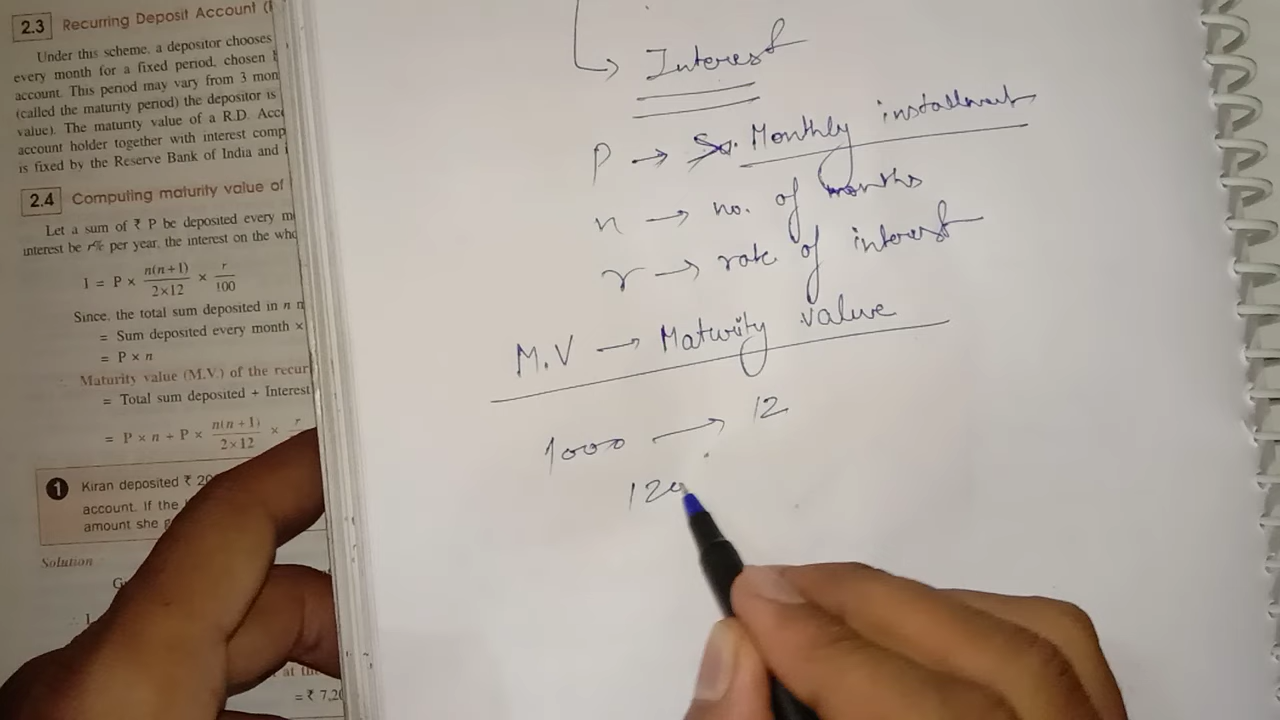 2.3 Recurring Deposit Account (
Under this scheme, a depositor chooses
every month for a fixed period, chosen
account. This period may vary from 3 mon
(called the maturity period) the depositor is
value). The maturity value of a R.D. Acc
account holder together with interest comp
is fixed by the Reserve Bank of India and
2.4 Computing maturity value of
Let a sum of ₹ P be deposited every m
interest be r% per year, the interest on the who
I = P × n(n+1)/2×12 × r/100
Since, the total sum deposited in n m
= Sum deposited every month ×
= P × n
∴ Maturity value (M.V.) of the recur
= Total sum deposited + Interest
= P × n + P × n(n+1)/2×12 × r
1 Kiran deposited ₹ 20
account. If the
amount she g
Solution
G
∴ I
at th
= ₹ 7,20
Interest
P → Monthly installment
n → no. of months
r → rate of interest
M.V → Maturity value
1000 → 12
120